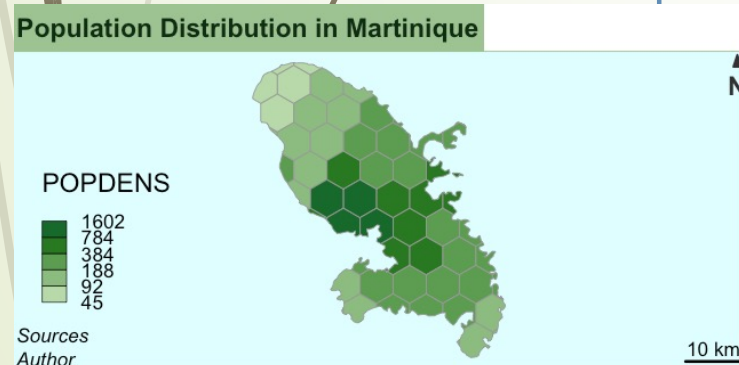 Population Distribution in Martinique
N
POPDENS
1602
784
384
188
92
45
Sources
Author
10 km